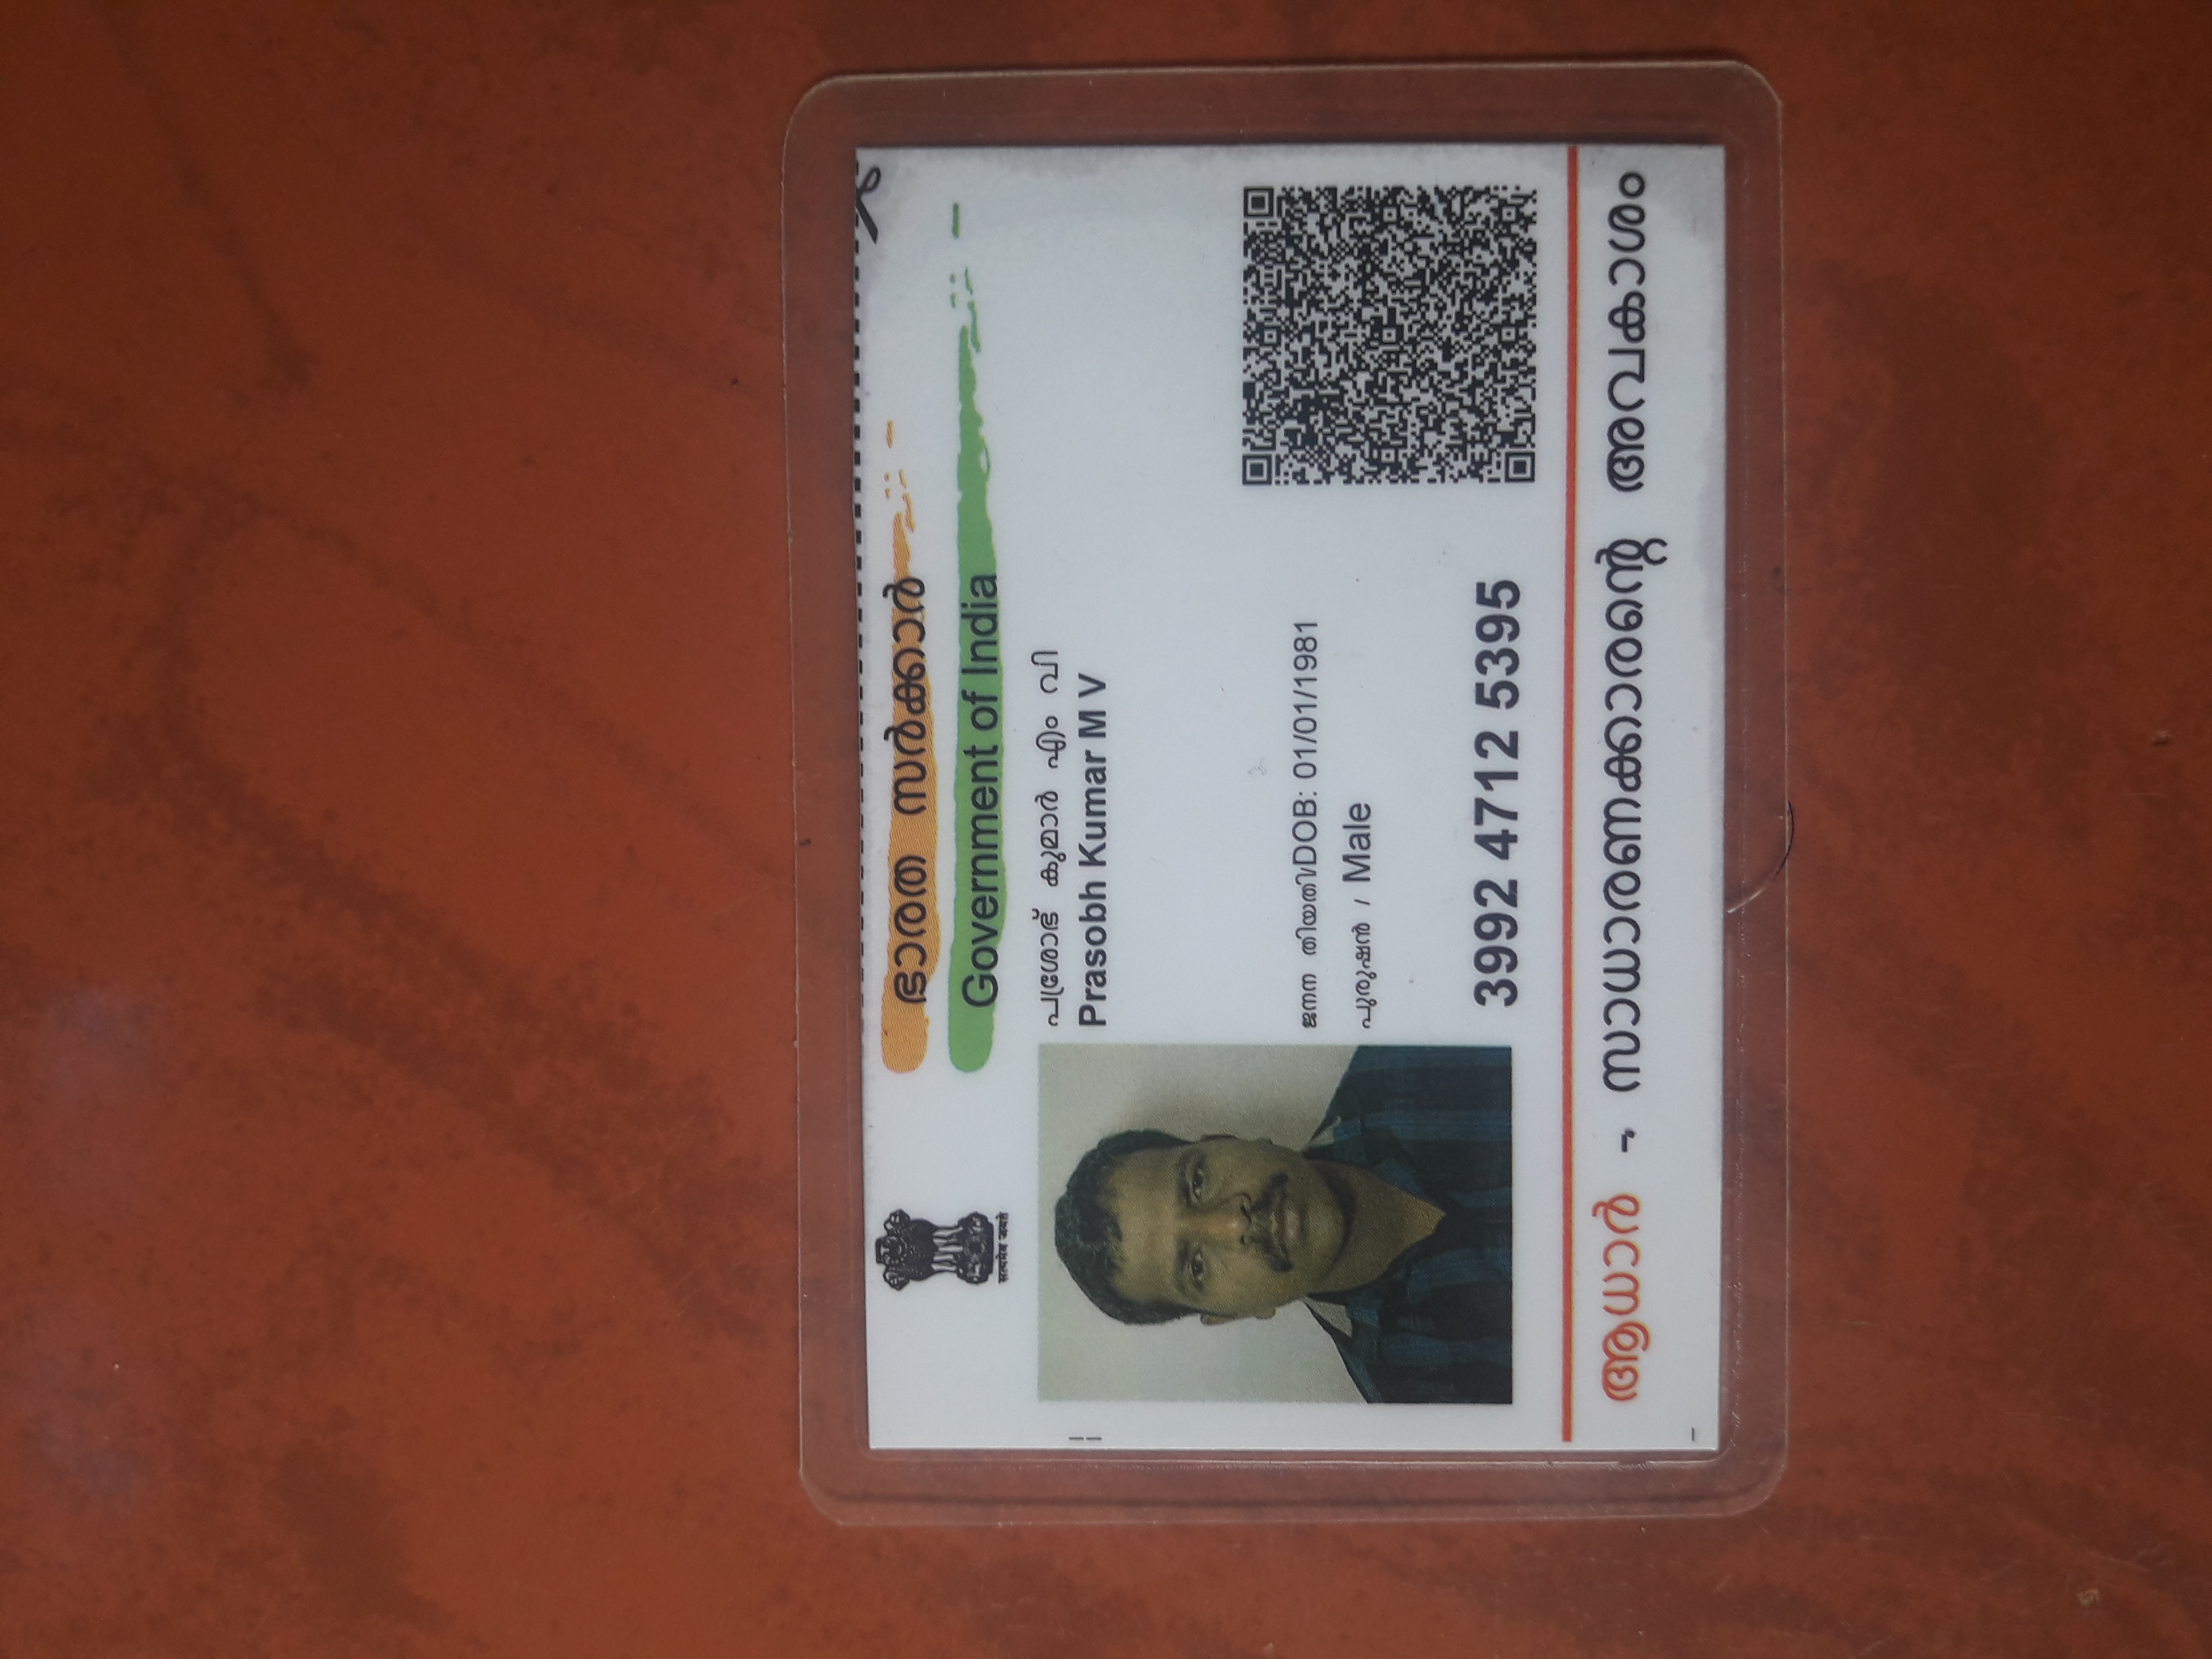 ഭാരത സർക്കാർ
Government of India
सत्यमेव जयते
പ്രശോഭ് കുമാർ എം വി
Prasobh Kumar M V
ജനന തിയതി/DOB: 01/01/1981
പുരുഷൻ / Male
3992 4712 5395
ആധാർ - സാധാരണക്കാരന്റെ അവകാശം